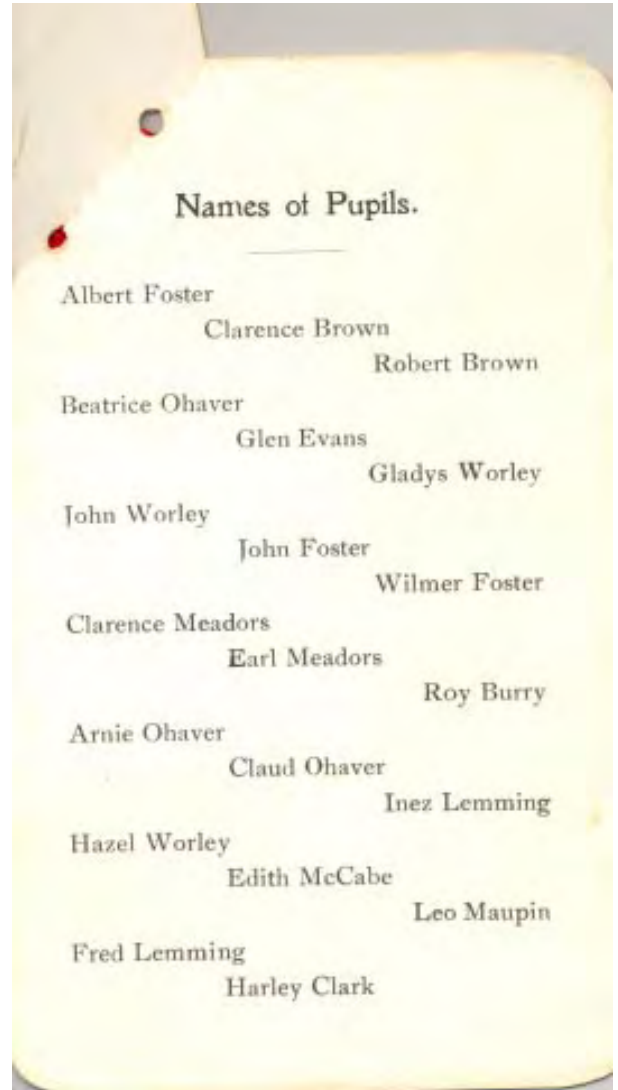 Names of Pupils.
Albert Foster
Clarence Brown
Robert Brown
Beatrice Ohaver
Glen Evans
Gladys Worley
John Worley
John Foster
Wilmer Foster
Clarence Meadors
Earl Meadors
Roy Burry
Arnie Ohaver
Claud Ohaver
Inez Lemming
Hazel Worley
Edith McCabe
Leo Maupin
Fred Lemming
Harley Clark